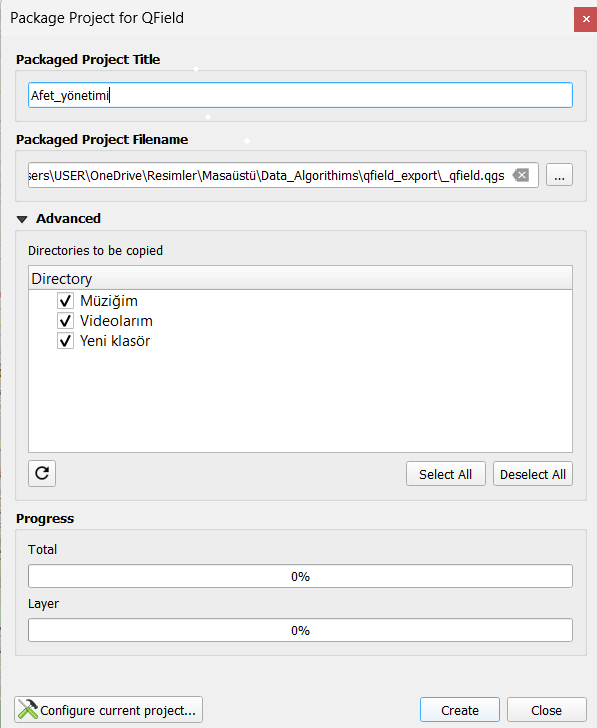 Package Project for QField
Packaged Project Title
Afet_yönetimi
Packaged Project Filename
sers\USER\OneDrive\Resimler\Masaüstü\Data_Algorithims\qfield_export\_qfield.qgs
...
Advanced
Directories to be copied
Directory
Müziğim
Videolarım
Yeni klasör
Select All
Deselect All
Progress
Total
0%
Layer
0%
Configure current project...
Create
Close